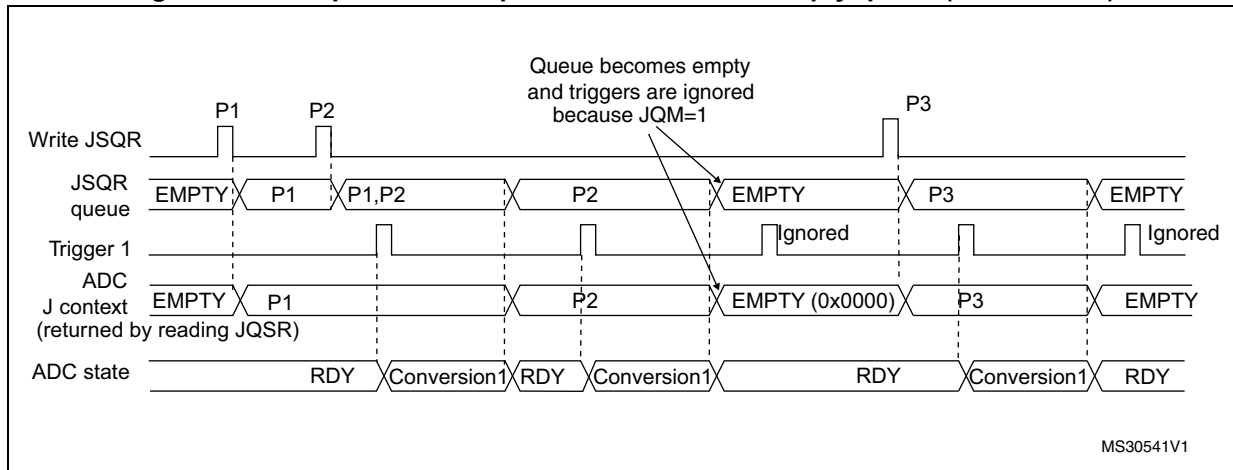 Queue becomes empty
and triggers are ignored
because JQM=1
P1
P2
P3
Write JSQR
JSQR
queue
EMPTY
P1
P1,P2
P2
EMPTY
P3
EMPTY
Trigger 1
Ignored
Ignored
ADC
J context
(returned by reading JQSR)
EMPTY
P1
P2
EMPTY (0x0000)
P3
EMPTY
ADC state
RDY
Conversion1
RDY
Conversion1
RDY
Conversion1
RDY
MS30541V1